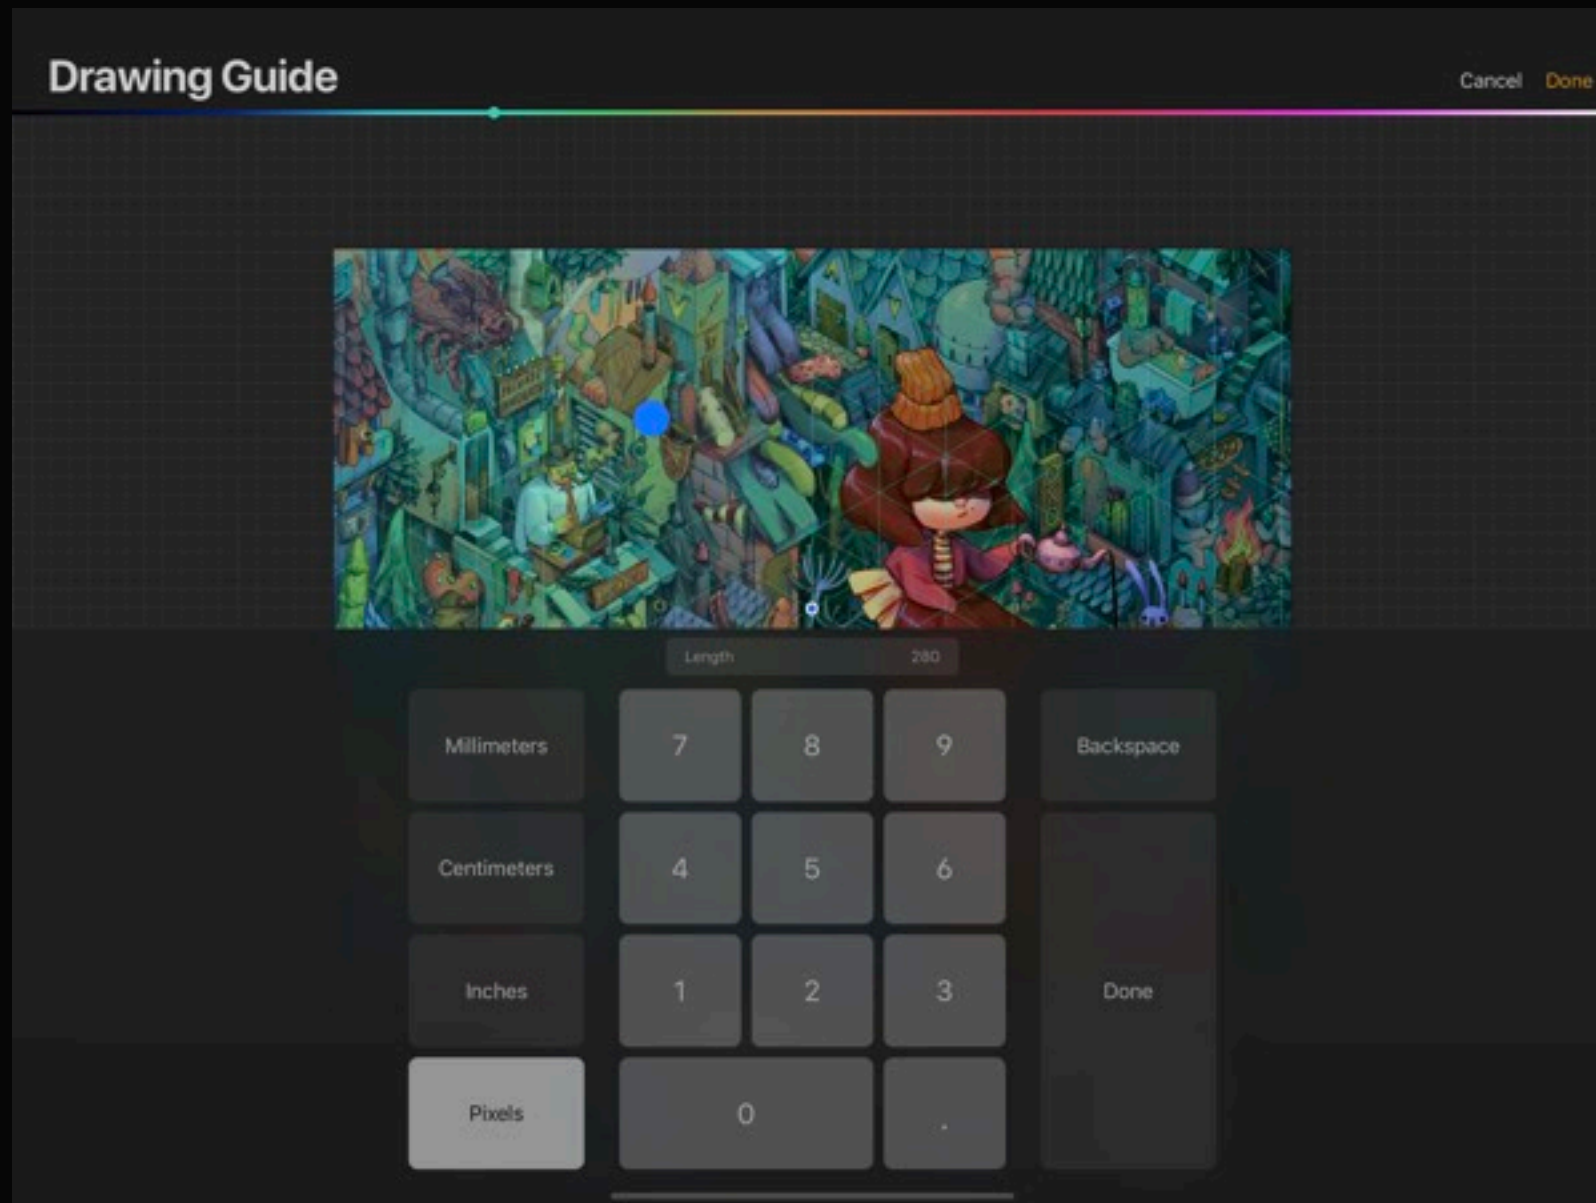 Drawing Guide
Cancel Done
Length 280
Millimeters 7 8 9 Backspace
Centimeters 4 5 6
Inches 1 2 3 Done
Pixels 0 .